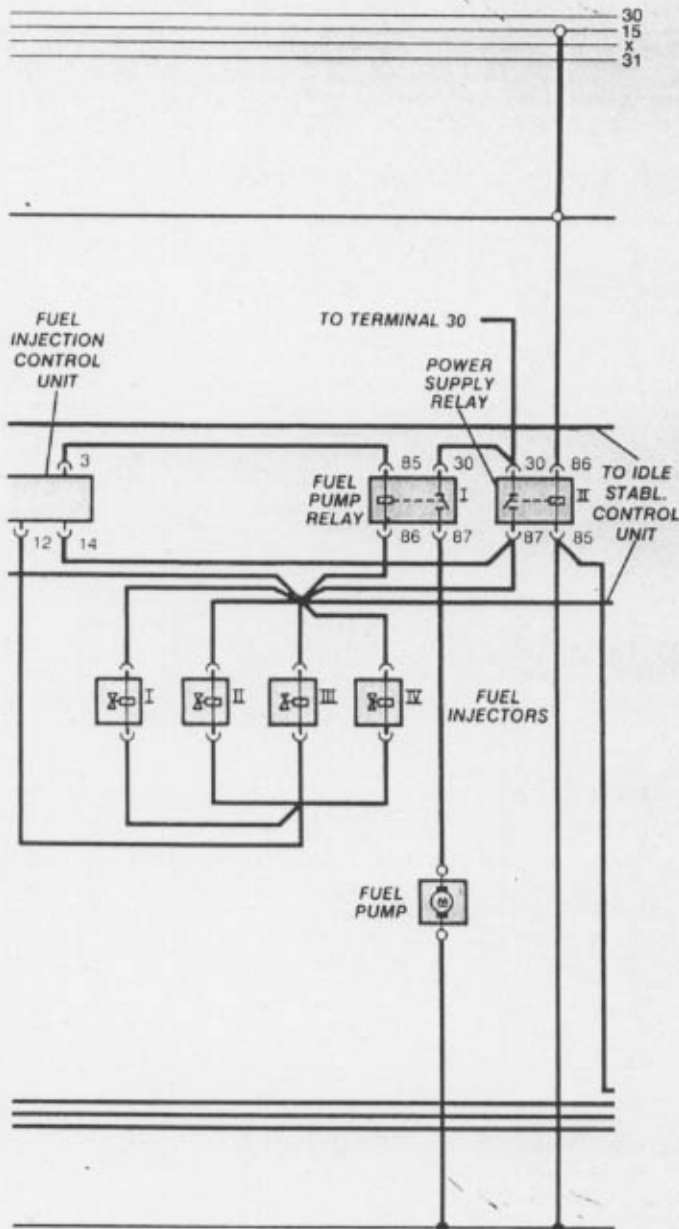 30
15
x
31
FUEL
INJECTION
CONTROL
UNIT
TO TERMINAL 30
POWER
SUPPLY
RELAY
3
85
30
30
86
TO IDLE
STABL.
CONTROL
UNIT
FUEL
PUMP
RELAY
I
II
12
14
86
87
87
85
I
II
III
IV
FUEL
INJECTORS
FUEL
PUMP